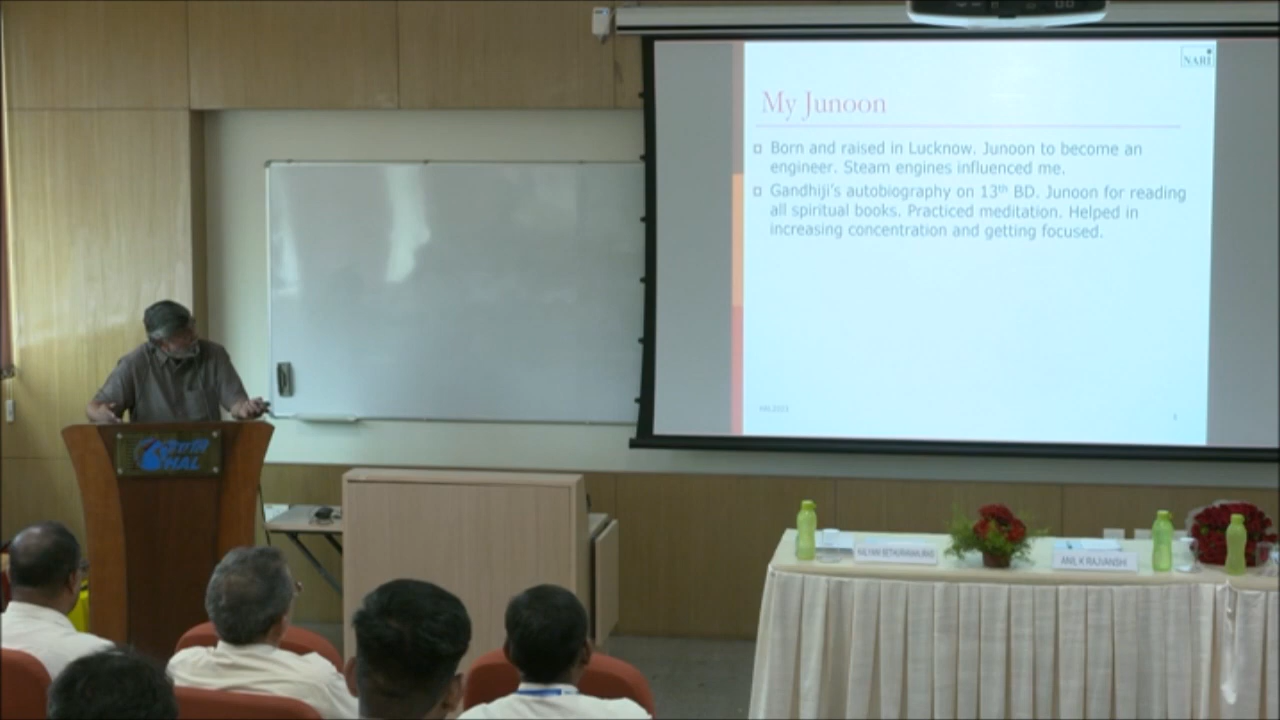 NARI
My Junoon
Born and raised in Lucknow. Junoon to become an
engineer. Steam engines influenced me.
Gandhiji's autobiography on 13th BD. Junoon for reading
all spiritual books. Practiced meditation. Helped in
increasing concentration and getting focused.
HAL
ANIL K RAJVANSHI